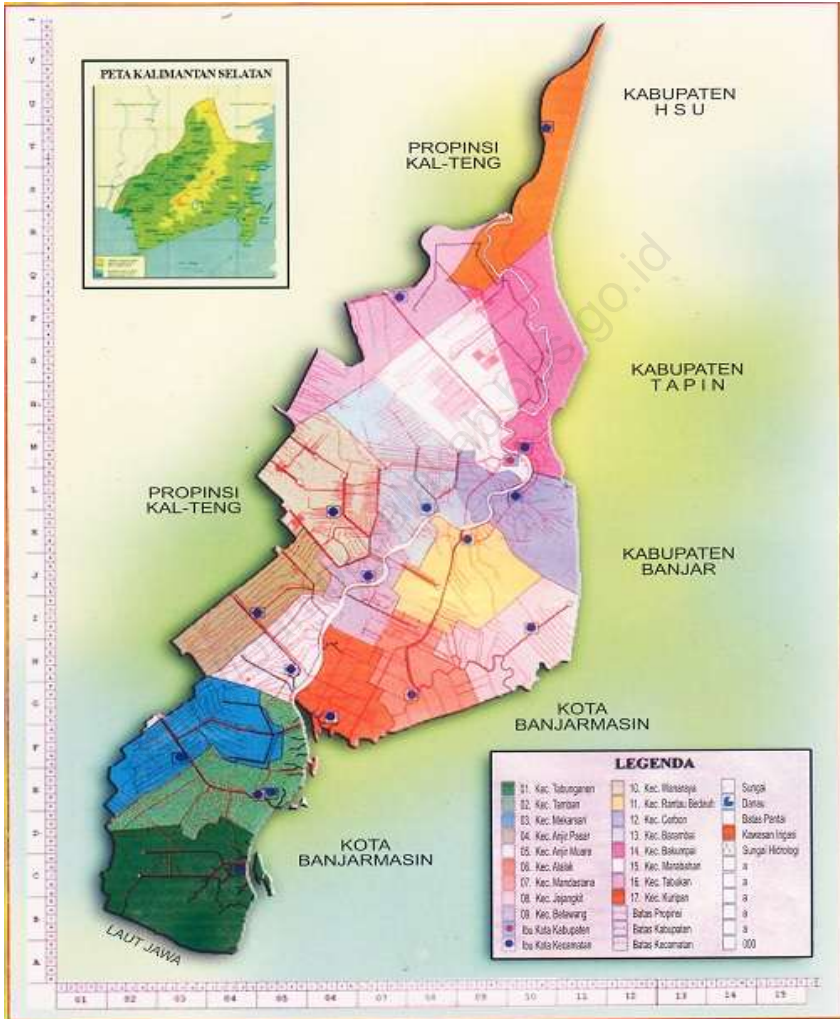 PETA KALIMANTAN SELATAN
KABUPATEN
H S U
PROPINSI
KAL-TENG
KABUPATEN
T A P I N
PROPINSI
KAL-TENG
KABUPATEN
BANJAR
KOTA
BANJARMASIN
KOTA
BANJARMASIN
LAUT JAWA
go.id
LEGENDA
01. Kec. Tabunganen
02. Kec. Tamban
03. Kec. Mekarsari
04. Kec. Anjir Pasar
05. Kec. Anjir Muara
06. Kec. Alalak
07. Kec. Mandastana
08. Kec. Jejangkit
09. Kec. Belawang
Ibu Kota Kabupaten
Ibu Kota Kecamatan
10. Kec. Wanaraya
11. Kec. Rantau Bedauh
12. Kec. Cerbon
13. Kec. Barambai
14. Kec. Bakumpai
15. Kec. Marabahan
16. Kec. Tabukan
17. Kec. Kuripan
Batas Propinsi
Batas Kabupaten
Batas Kecamatan
Sungai
Danau
Batas Pantai
Kawasan Irigasi
Sungai Hidrologi
a
a
a
a
000
01 02 03 04 05 06 07 08 09 10 11 12 13 14 15